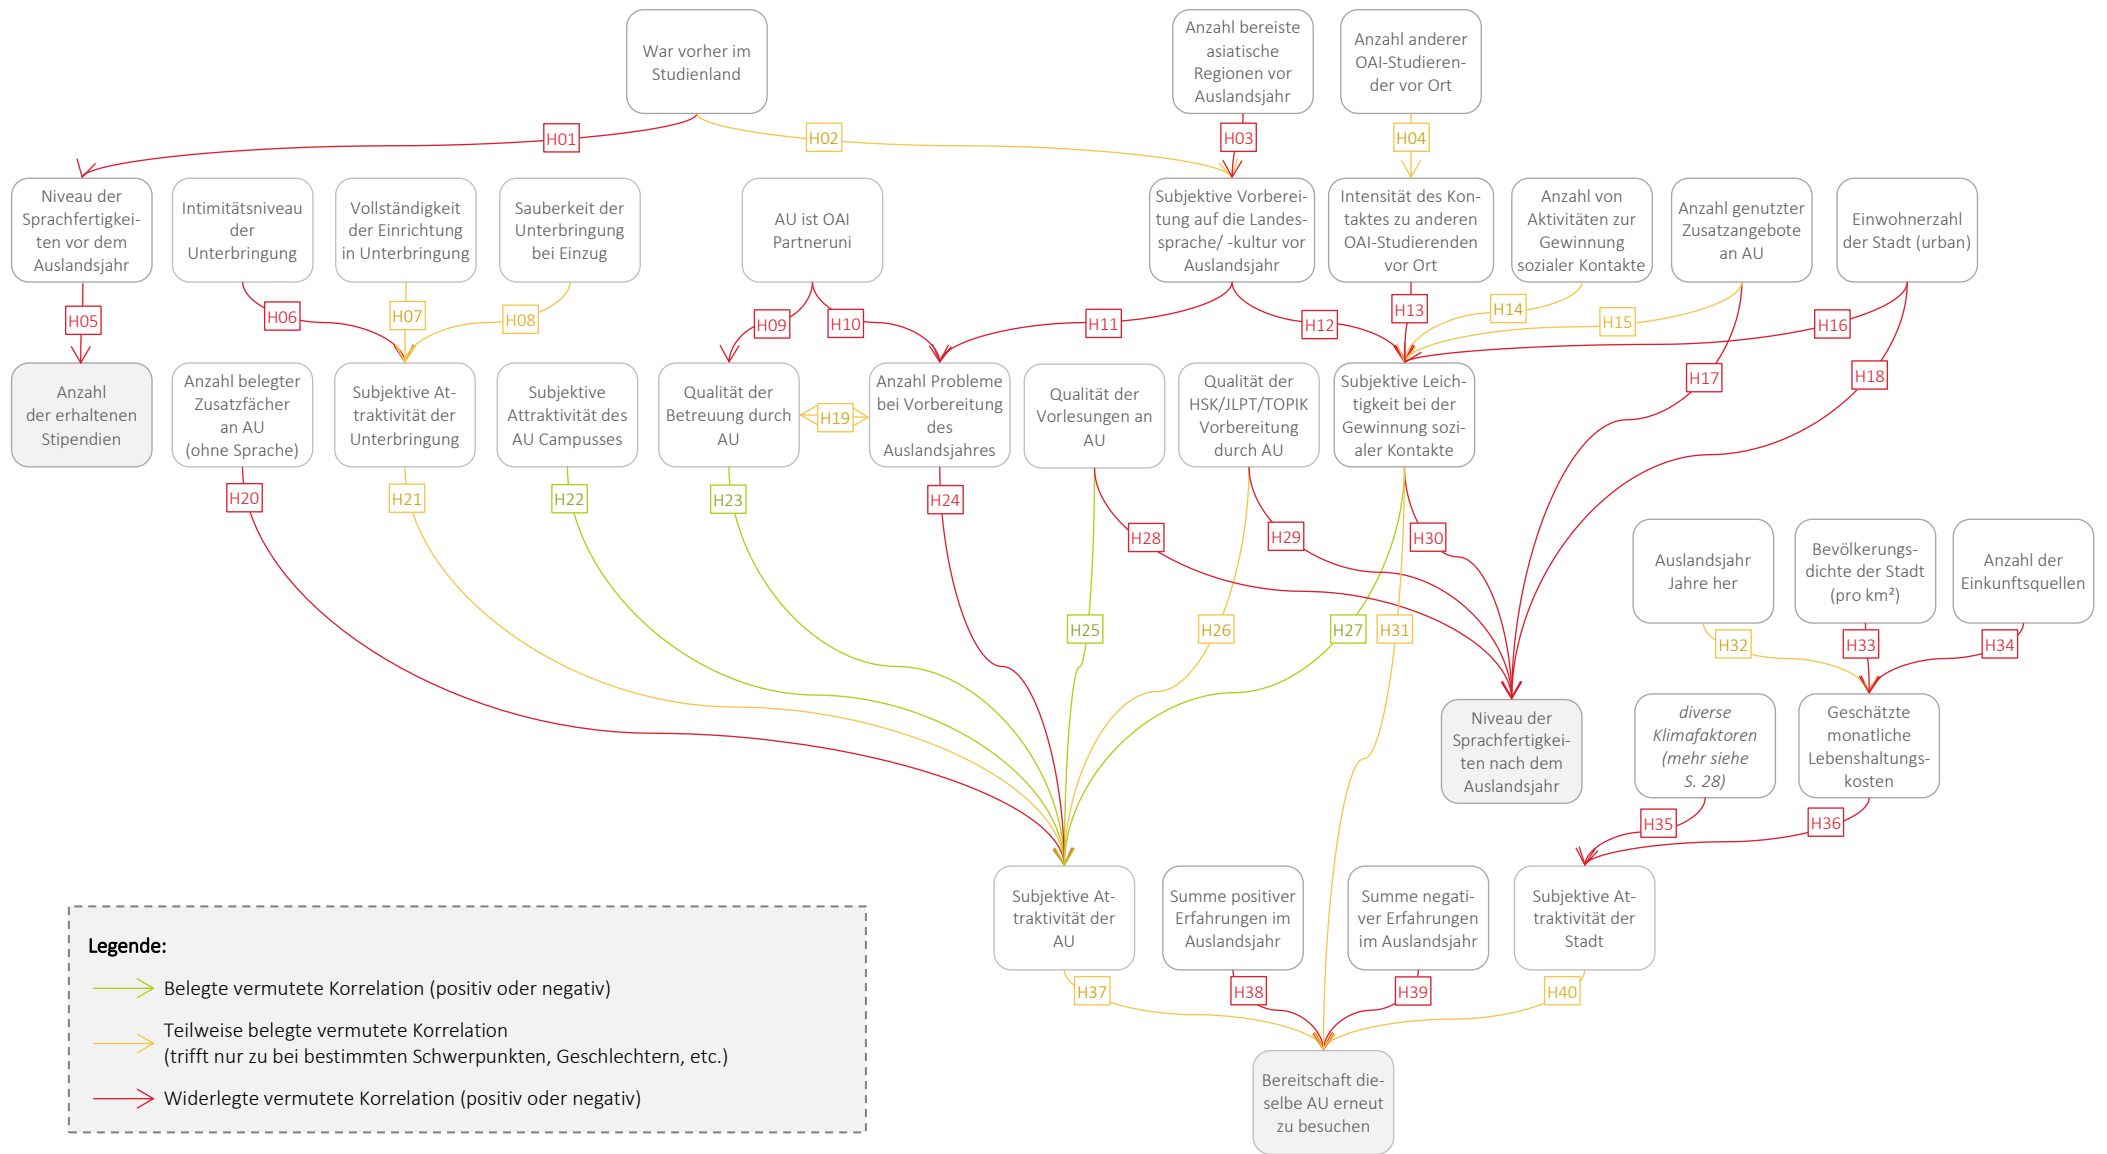 War vorher im
Studienland
Anzahl bereiste
asiatische
Regionen vor
Auslandsjahr
Anzahl anderer
OAI-Studieren-
der vor Ort
H01
H02
H03
H04
Niveau der
Sprachfertigkei-
ten vor dem
Auslandsjahr
Intimitätsniveau
der
Unterbringung
Vollständigkeit
der Einrichtung
in Unterbringung
Sauberkeit der
Unterbringung
bei Einzug
AU ist OAI
Partneruni
Subjektive Vorberei-
tung auf die Landes-
sprache/ -kultur vor
Auslandsjahr
Intensität des Kon-
taktes zu anderen
OAI-Studierenden
vor Ort
Anzahl von
Aktivitäten zur
Gewinnung
sozialer Kontakte
Anzahl genutzter
Zusatzangebote
an AU
Einwohnerzahl
der Stadt (urban)
H05
H06
H07
H08
H09
H10
H11
H12
H13
H14
H15
H16
H17
H18
Anzahl
der erhaltenen
Stipendien
Anzahl belegter
Zusatzfächer
an AU
(ohne Sprache)
Subjektive At-
traktivität der
Unterbringung
Subjektive
Attraktivität des
AU Campusses
Qualität der
Betreuung durch
AU
H19
Anzahl Probleme
bei Vorbereitung
des
Auslandsjahres
Qualität der
Vorlesungen an
AU
Qualität der
HSK/JLPT/TOPIK
Vorbereitung
durch AU
Subjektive Leich-
tigkeit bei der
Gewinnung sozi-
aler Kontakte
H20
H21
H22
H23
H24
H28
H29
H30
H25
H26
H27
H31
Auslandsjahr
Jahre her
Bevölkerungs-
dichte der Stadt
(pro km²)
Anzahl der
Einkunftsquellen
H32
H33
H34
Niveau der
Sprachfertigkei-
ten nach dem
Auslandsjahr
diverse
Klimafaktoren
(mehr siehe
S. 28)
Geschätzte
monatliche
Lebenshaltungs-
kosten
H35
H36
Subjektive At-
traktivität der
AU
Summe positiver
Erfahrungen im
Auslandsjahr
Summe negati-
ver Erfahrungen
im Auslandsjahr
Subjektive At-
traktivität der
Stadt
H37
H38
H39
H40
Bereitschaft die-
selbe AU erneut
zu besuchen
Legende:
Belegte vermutete Korrelation (positiv oder negativ)
Teilweise belegte vermutete Korrelation
(trifft nur zu bei bestimmten Schwerpunkten, Geschlechtern, etc.)
Widerlegte vermutete Korrelation (positiv oder negativ)